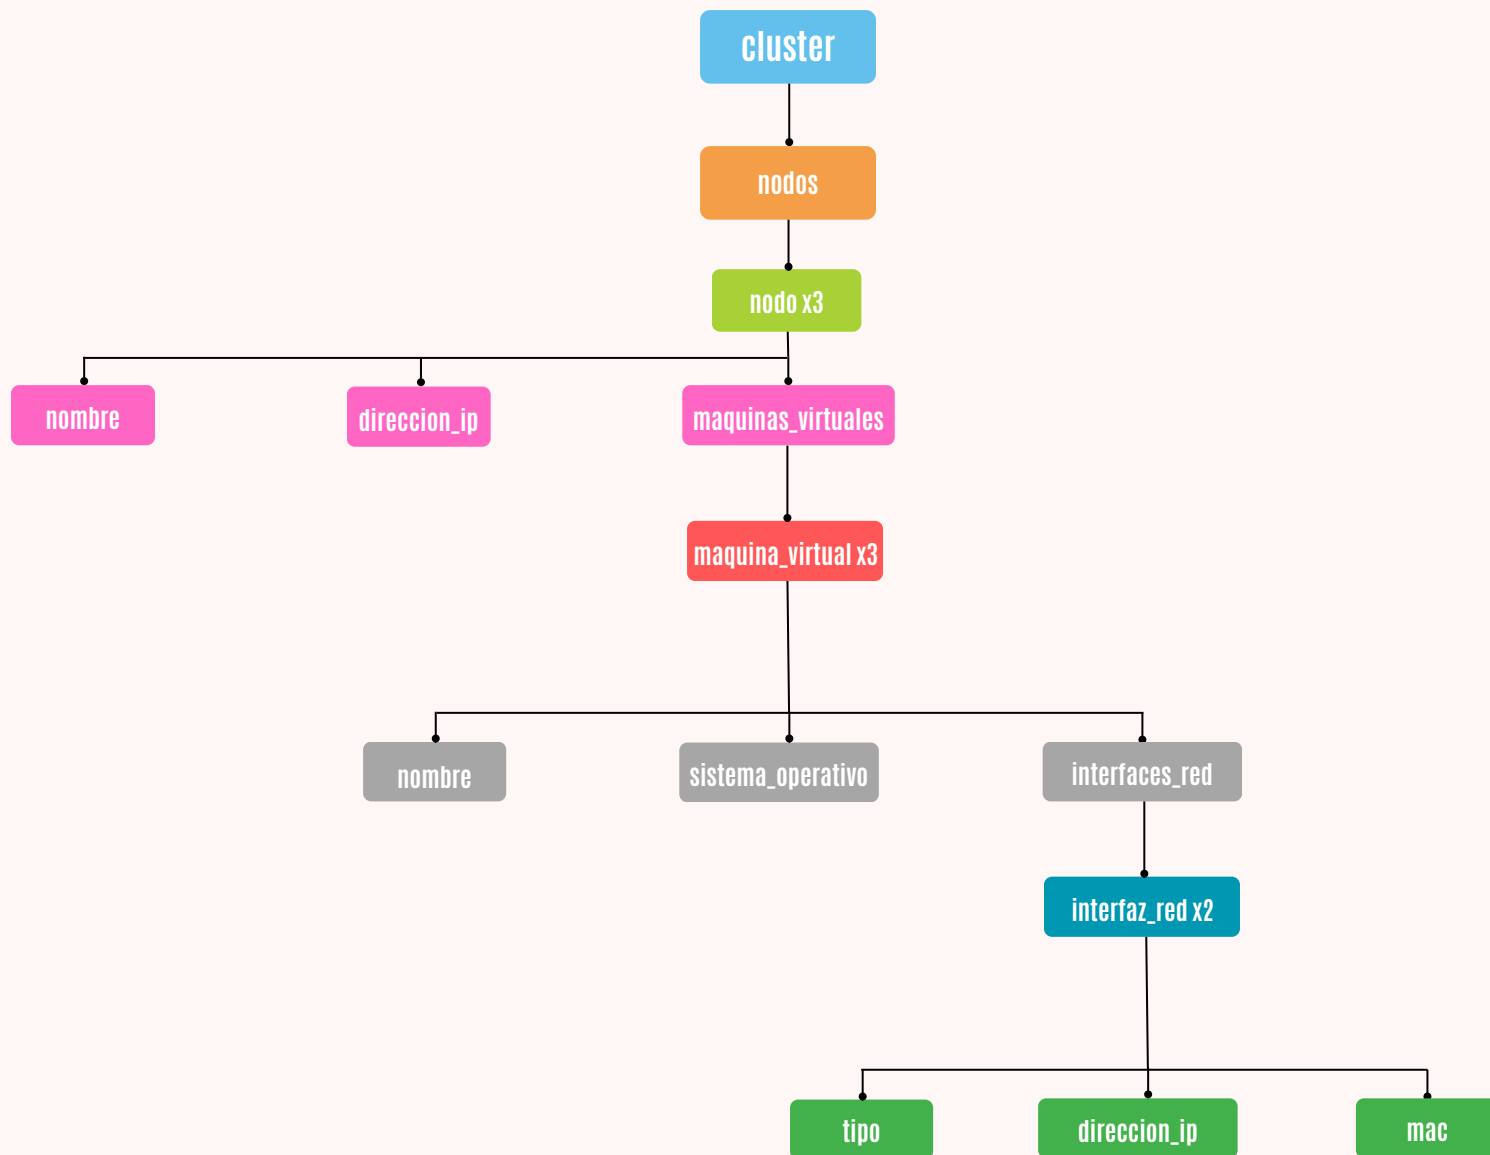 cluster
nodos
nodo x3
nombre
direccion_ip
maquinas_virtuales
maquina_virtual x3
nombre
sistema_operativo
interfaces_red
interfaz_red x2
tipo
direccion_ip
mac